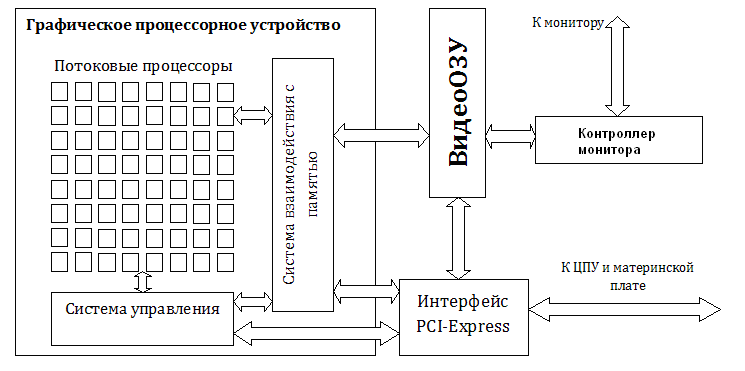 Графическое процессорное устройство
Потоковые процессоры
Система взаимодействия с
памятью
Система управления
ВидеоОЗУ
К монитору
Контроллер
монитора
Интерфейс
PCI-Express
К ЦПУ и материнской
плате